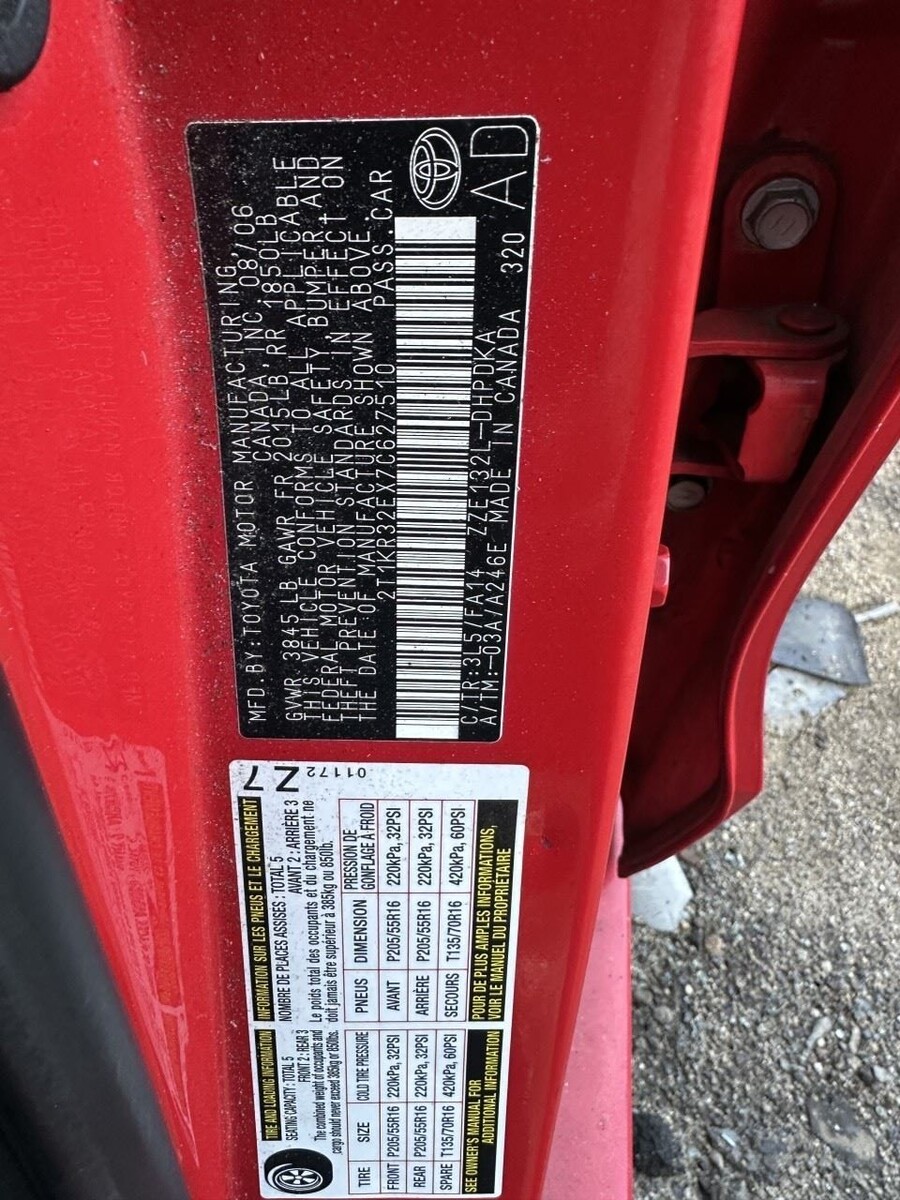 MFD. BY: TOYOTA MOTOR MANUFACTURING
CANADA, INC. 08/06
GVWR 3845 LB GAWR FR 2015LB, RR 1850LB
THIS VEHICLE CONFORMS TO ALL APPLICABLE
FEDERAL MOTOR VEHICLE SAFETY, BUMPER, AND
THEFT PREVENTION STANDARDS IN EFFECT ON
THE DATE OF MANUFACTURE SHOWN ABOVE.
2T1KR32EX7C627510 PASS. CAR
C/TR:3L5/FA14 ZZE132L-DHPDKA
A/TM:-03A/A246E MADE IN CANADA 320
AD
TIRE AND LOADING INFORMATION
SEATING CAPACITY : TOTAL 5
FRONT 2 : REAR 3
The combined weight of occupants and
cargo should never exceed 385kg or 850lbs.
TIRE SIZE COLD TIRE PRESSURE
FRONT P205/55R16 220kPa, 32PSI
REAR P205/55R16 220kPa, 32PSI
SPARE T135/70R16 420kPa, 60PSI
SEE OWNER'S MANUAL FOR
ADDITIONAL INFORMATION
INFORMATION SUR LES PNEUS ET LE CHARGEMENT
NOMBRE DE PLACES ASSISES : TOTAL 5
AVANT 2 : ARRIÈRE 3
Le poids total des occupants et du chargement ne
doit jamais être supérieur à 385kg ou 850lb.
PNEUS DIMENSION PRESSION DE
GONFLAGE À FROID
AVANT P205/55R16 220kPa, 32PSI
ARRIÈRE P205/55R16 220kPa, 32PSI
SECOURS T135/70R16 420kPa, 60PSI
POUR DE PLUS AMPLES INFORMATIONS,
VOIR LE MANUEL DU PROPRIÉTAIRE
Z7
01172